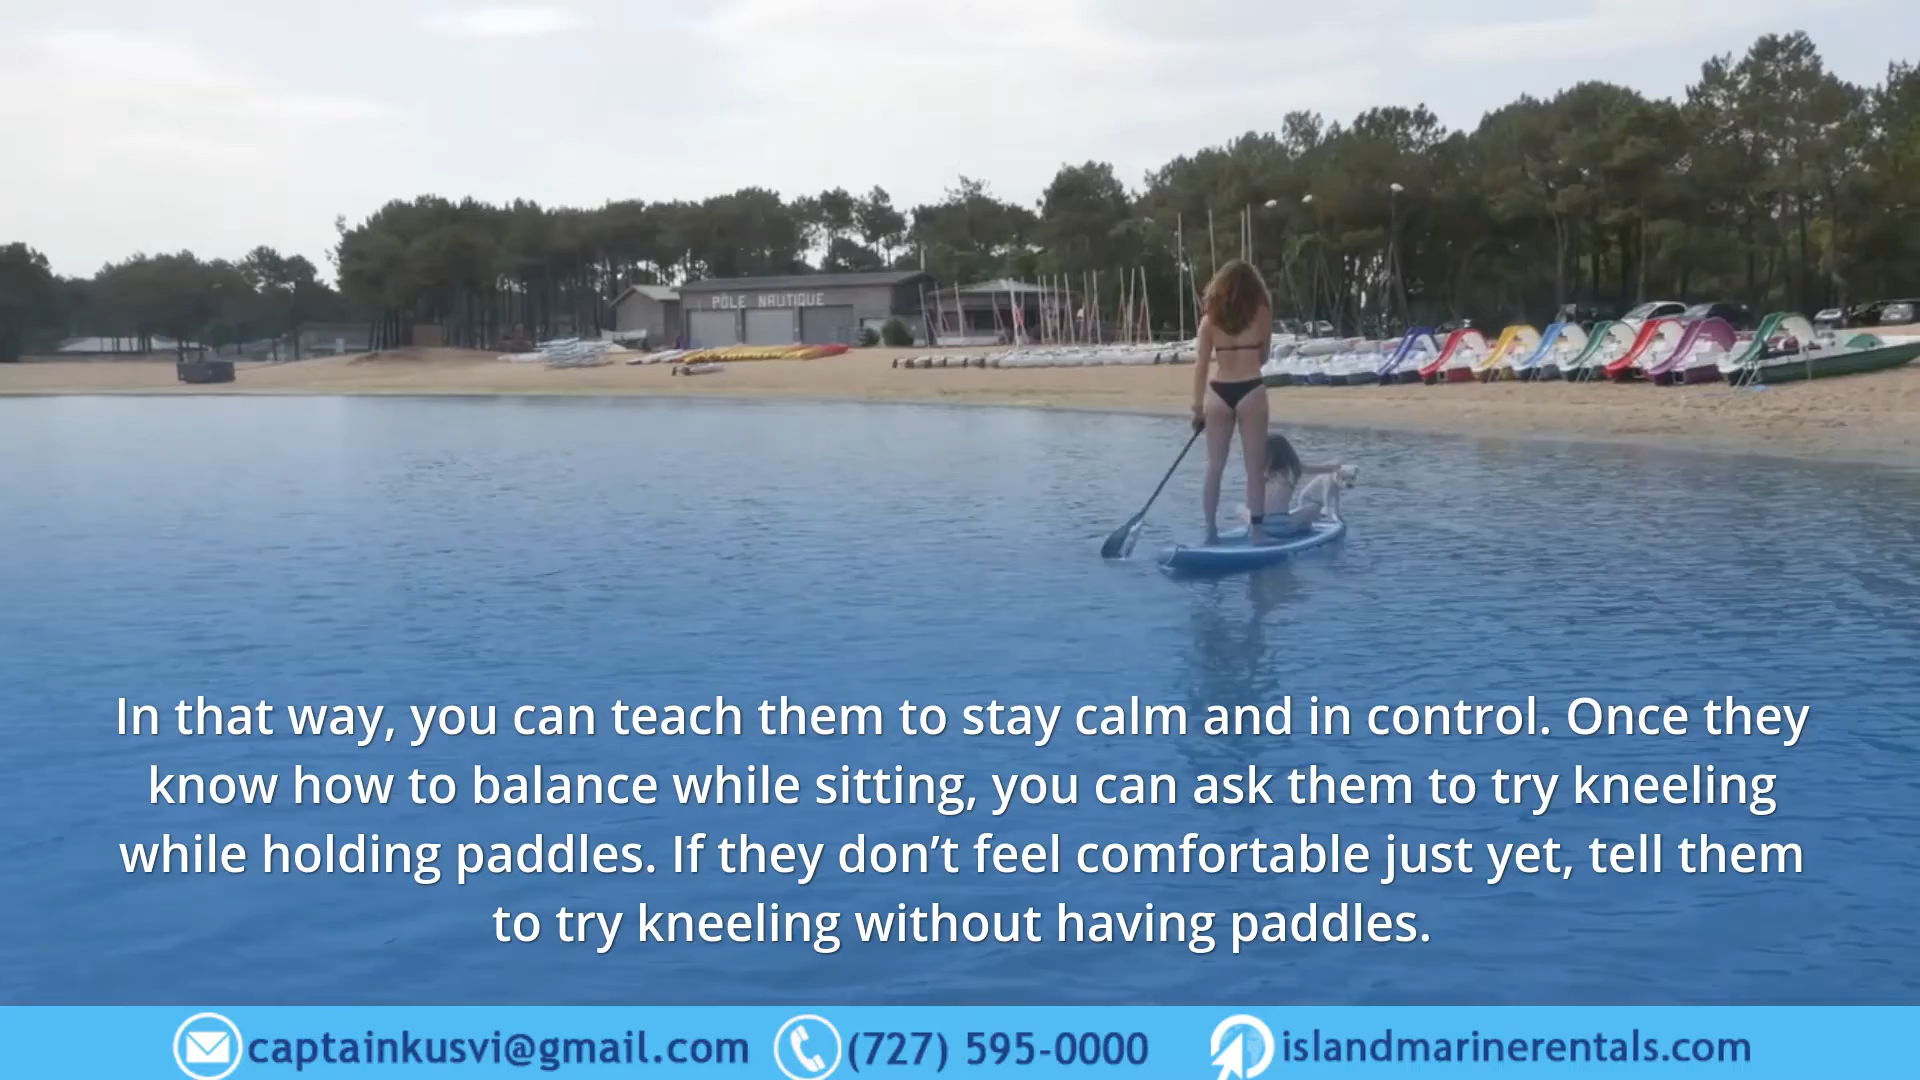 PÔLE NAUTIQUE
In that way, you can teach them to stay calm and in control. Once they
know how to balance while sitting, you can ask them to try kneeling
while holding paddles. If they don’t feel comfortable just yet, tell them
to try kneeling without having paddles.
captainkusvi@gmail.com (727) 595-0000 islandmarinerentals.com